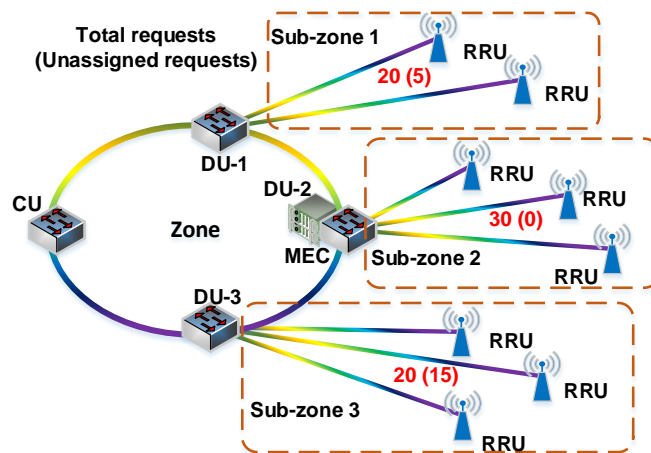 Total requests
(Unassigned requests)
Sub-zone 1
RRU
20 (5)
RRU
DU-1
DU-2
RRU
CU
Zone
30 (0)
MEC
Sub-zone 2
RRU
DU-3
RRU
20 (15)
RRU
Sub-zone 3
RRU